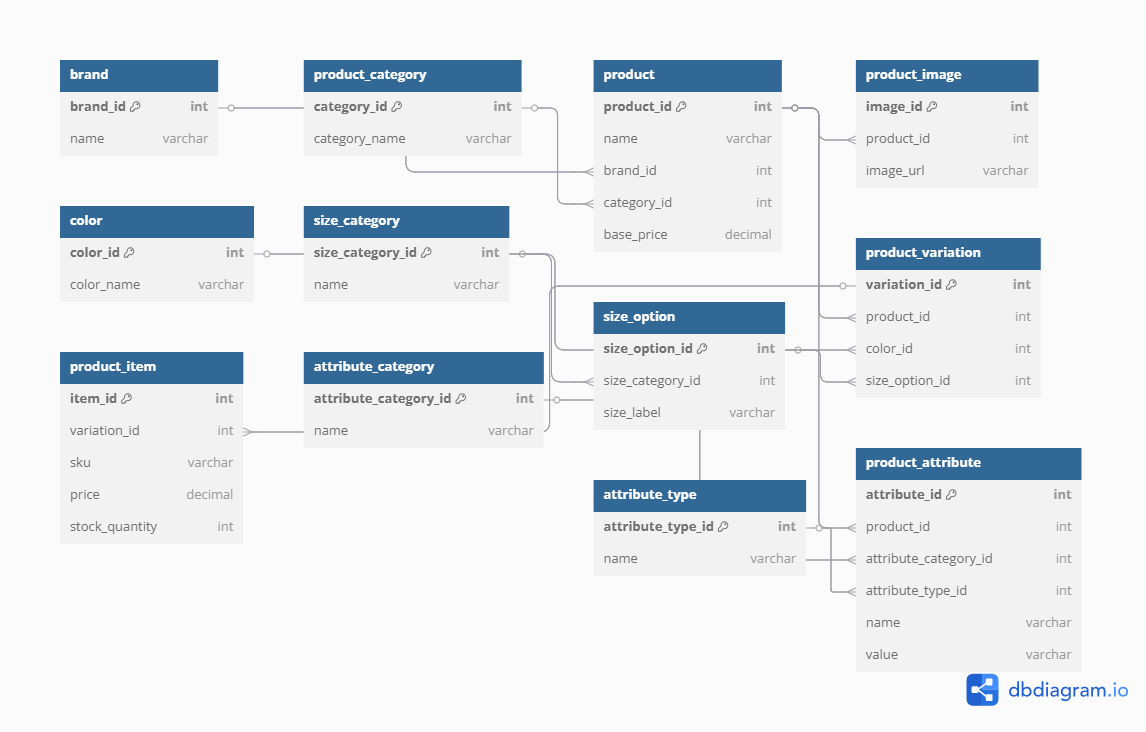 brand
brand_id int
name varchar
product_category
category_id int
category_name varchar
product
product_id int
name varchar
brand_id int
category_id int
base_price decimal
product_image
image_id int
product_id int
image_url varchar
color
color_id int
color_name varchar
size_category
size_category_id int
name varchar
product_variation
variation_id int
product_id int
color_id int
size_option_id int
size_option
size_option_id int
size_category_id int
size_label varchar
product_item
item_id int
variation_id int
sku varchar
price decimal
stock_quantity int
attribute_category
attribute_category_id int
name varchar
attribute_type
attribute_type_id int
name varchar
product_attribute
attribute_id int
product_id int
attribute_category_id int
attribute_type_id int
name varchar
value varchar
dbdiagram.io